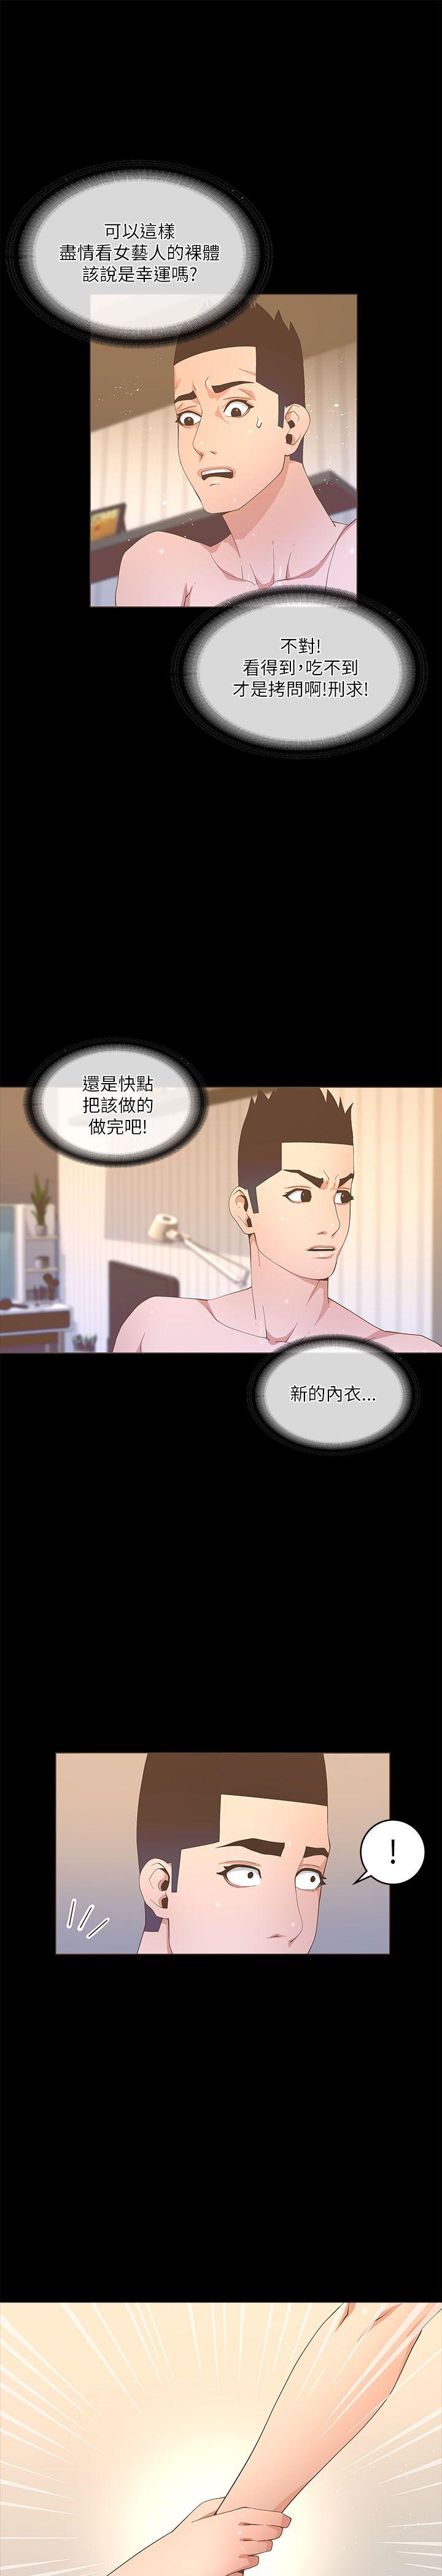 可以這樣
盡情看女藝人的裸體
該說是幸運嗎?
不對!
看得到,吃不到
才是拷問啊!刑求!
還是快點
把該做的
做完吧!
新的內衣...
!